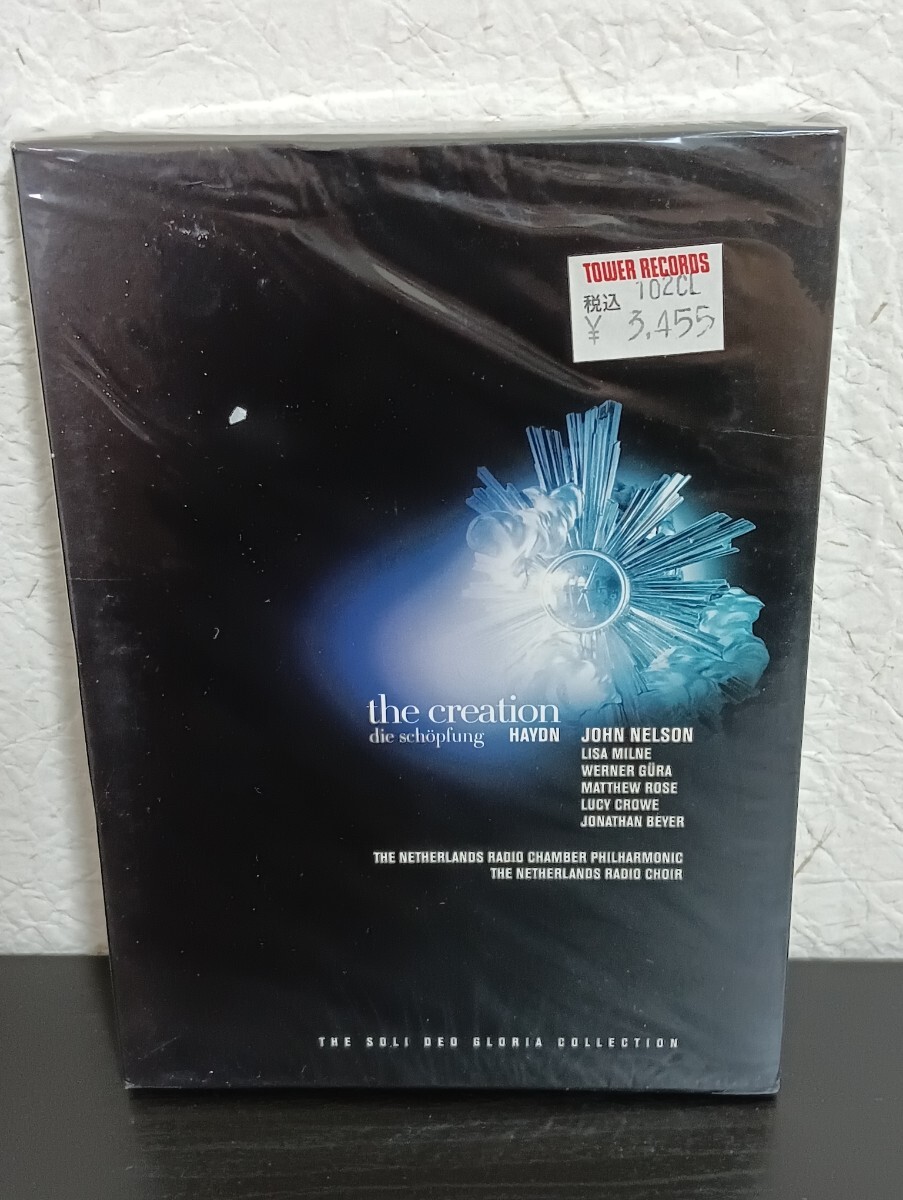 TOWER RECORDS
税込 102CL
¥ 3,455
the creation
die schöpfung HAYDN
JOHN NELSON
LISA MILNE
WERNER GÜRA
MATTHEW ROSE
LUCY CROWE
JONATHAN BEYER
THE NETHERLANDS RADIO CHAMBER PHILHARMONIC
THE NETHERLANDS RADIO CHOIR
THE SOLI DEO GLORIA COLLECTION